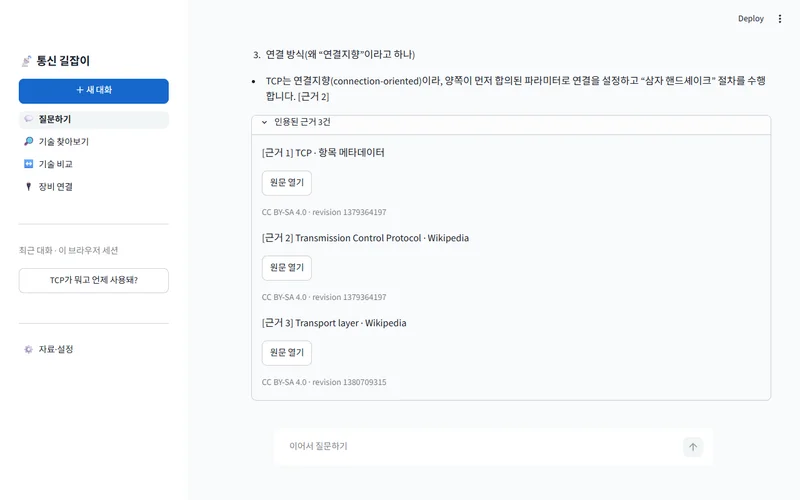 Deploy
통신 길잡이
+ 새 대화
질문하기
기술 찾아보기
기술 비교
장비 연결
최근 대화 · 이 브라우저 세션
TCP가 뭐고 언제 사용돼?
자료·설정
3. 연결 방식(왜 “연결지향”이라고 하나)
• TCP는 연결지향(connection-oriented)이라, 양쪽이 먼저 합의된 파라미터로 연결을 설정하고 “삼자 핸드셰이크” 절차를 수행
합니다. [근거 2]
인용된 근거 3건
[근거 1] TCP · 항목 메타데이터
원문 열기
CC BY-SA 4.0 · revision 1379364197
[근거 2] Transmission Control Protocol · Wikipedia
원문 열기
CC BY-SA 4.0 · revision 1379364197
[근거 3] Transport layer · Wikipedia
원문 열기
CC BY-SA 4.0 · revision 1380709315
이어서 질문하기